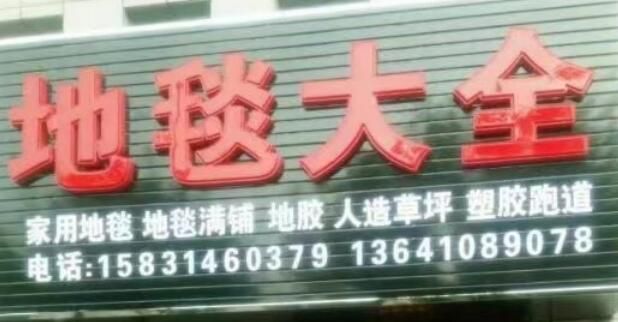 地毯大全
家用地毯 地毯满铺 地胶 人造草坪 塑胶跑道
电话:15831460379 13641089078